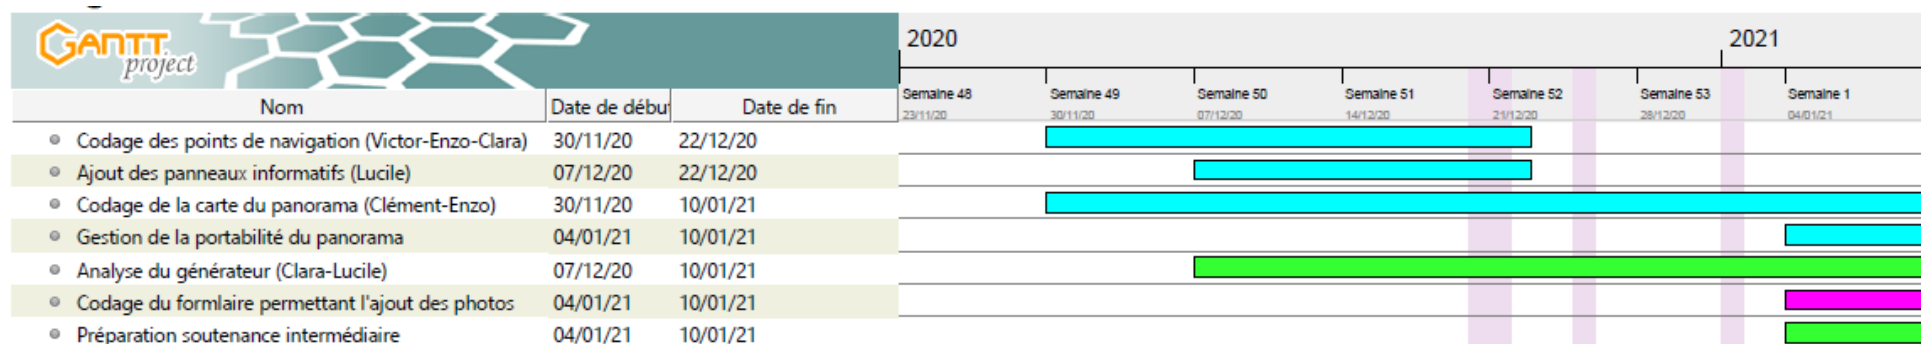 GANTT
project
2020 2021
Nom Date de débu Date de fin
Semaine 48 Semaine 49 Semaine 50 Semaine 51 Semaine 52 Semaine 53 Semaine 1
23/11/20 30/11/20 07/12/20 14/12/20 21/12/20 28/12/20 04/01/21
Codage des points de navigation (Victor-Enzo-Clara) 30/11/20 22/12/20
Ajout des panneaux informatifs (Lucile) 07/12/20 22/12/20
Codage de la carte du panorama (Clément-Enzo) 30/11/20 10/01/21
Gestion de la portabilité du panorama 04/01/21 10/01/21
Analyse du générateur (Clara-Lucile) 07/12/20 10/01/21
Codage du formlaire permettant l'ajout des photos 04/01/21 10/01/21
Préparation soutenance intermédiaire 04/01/21 10/01/21